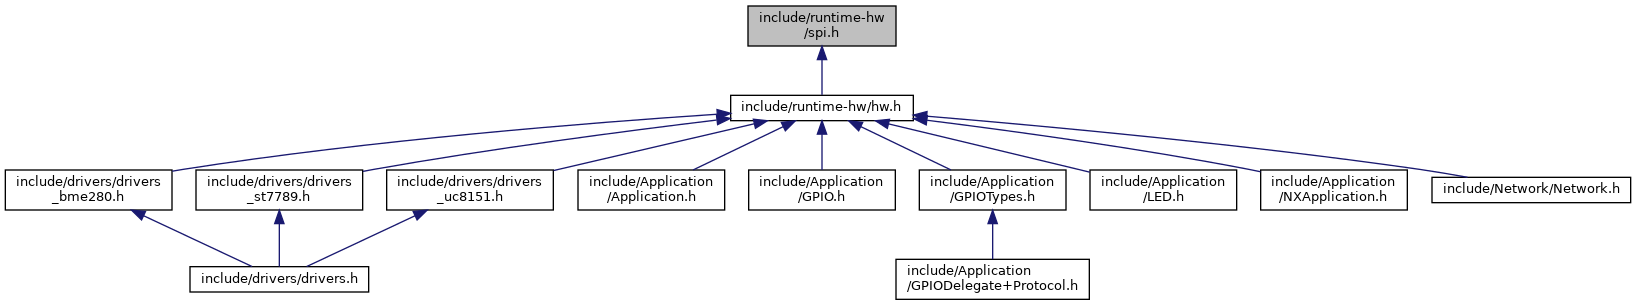 include/runtime-hw
/spi.h
include/runtime-hw/hw.h
include/drivers/drivers
_bme280.h
include/drivers/drivers
_st7789.h
include/drivers/drivers
_uc8151.h
include/Application
/Application.h
include/Application
/GPIO.h
include/Application
/GPIOTypes.h
include/Application
/LED.h
include/Application
/NXApplication.h
include/Network/Network.h
include/drivers/drivers.h
include/Application
/GPIODelegate+Protocol.h